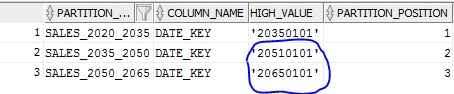 PARTITION_... COLUMN_NAME HIGH_VALUE PARTITION_POSITION
1 SALES_2020_2035 DATE_KEY '20350101' 1
2 SALES_2035_2050 DATE_KEY '20510101' 2
3 SALES_2050_2065 DATE_KEY '20650101' 3